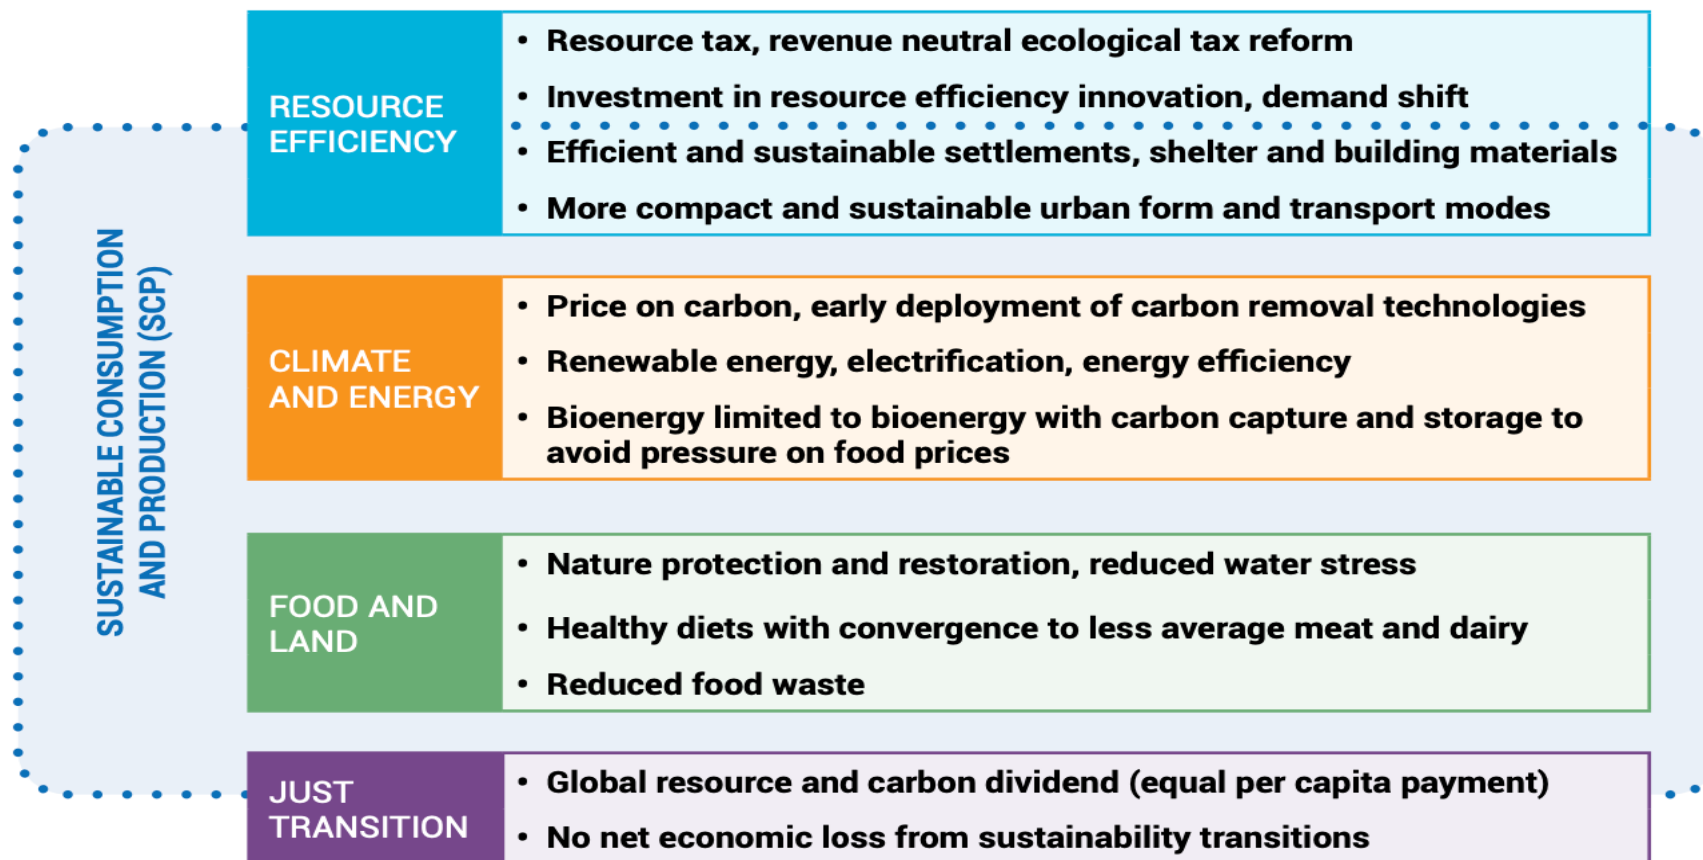 SUSTAINABLE CONSUMPTION
AND PRODUCTION (SCP)
RESOURCE
EFFICIENCY
• Resource tax, revenue neutral ecological tax reform
• Investment in resource efficiency innovation, demand shift
• Efficient and sustainable settlements, shelter and building materials
• More compact and sustainable urban form and transport modes
CLIMATE
AND ENERGY
• Price on carbon, early deployment of carbon removal technologies
• Renewable energy, electrification, energy efficiency
• Bioenergy limited to bioenergy with carbon capture and storage to
avoid pressure on food prices
FOOD AND
LAND
• Nature protection and restoration, reduced water stress
• Healthy diets with convergence to less average meat and dairy
• Reduced food waste
JUST
TRANSITION
• Global resource and carbon dividend (equal per capita payment)
• No net economic loss from sustainability transitions